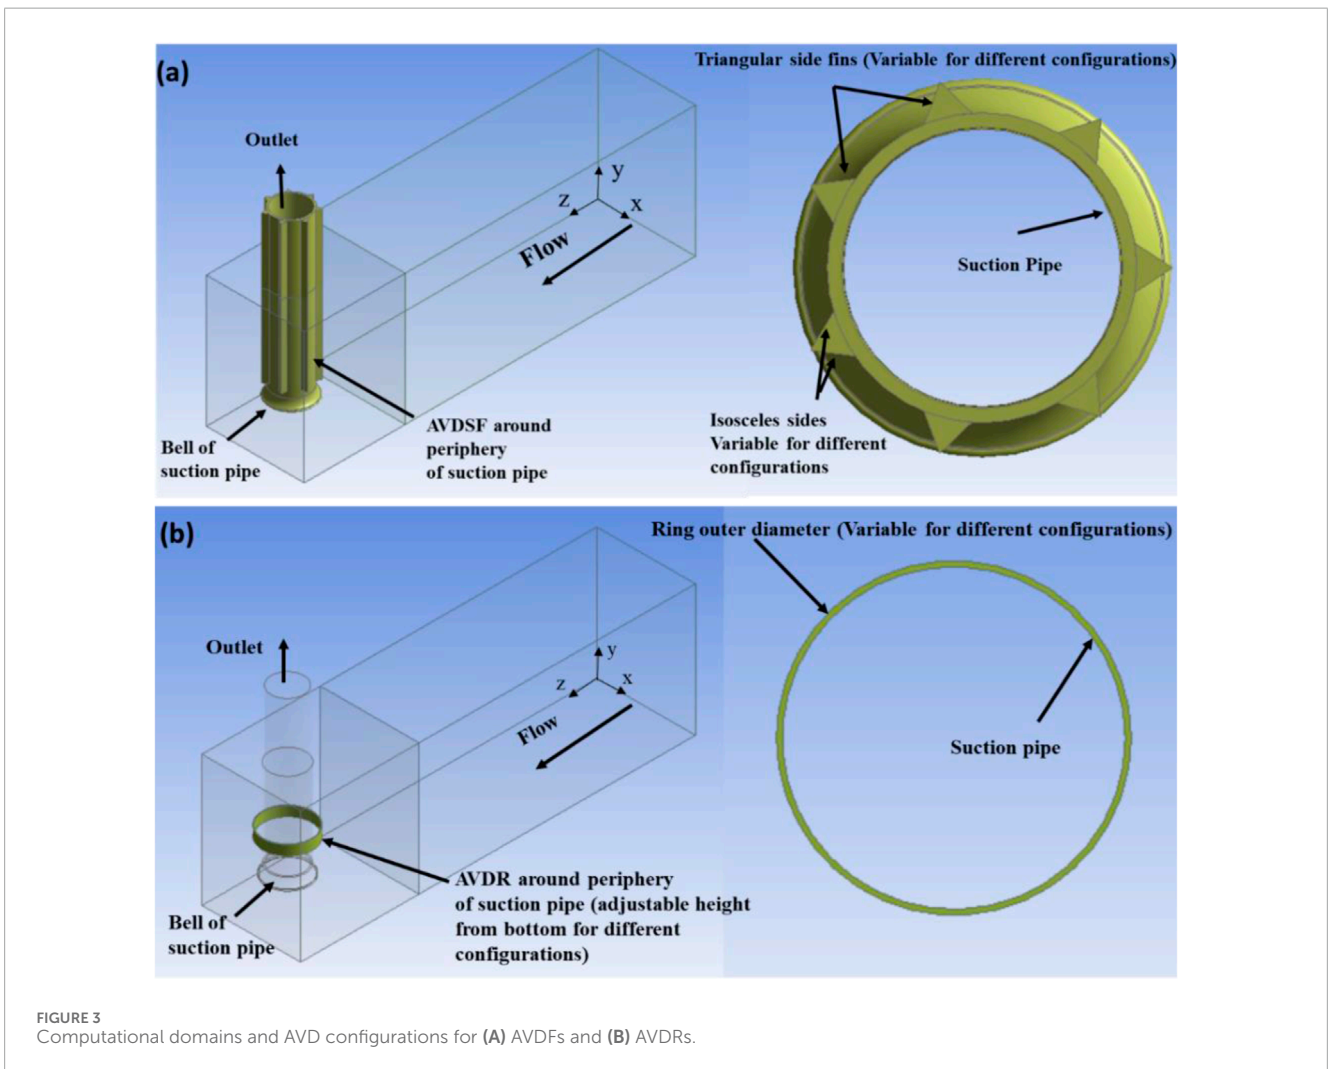 (a)
Triangular side fins (Variable for different configurations)
Outlet
y
z
x
Flow
Suction Pipe
Isosceles sides
Variable for different
configurations
AVDSF around
periphery
of suction pipe
Bell of
suction pipe
(b)
Ring outer diameter (Variable for different configurations)
Outlet
y
z
x
Flow
Suction pipe
AVDR around periphery
of suction pipe (adjustable height
from bottom for different
configurations)
Bell of
suction pipe
FIGURE 3
Computational domains and AVD configurations for (A) AVDFs and (B) AVDRs.